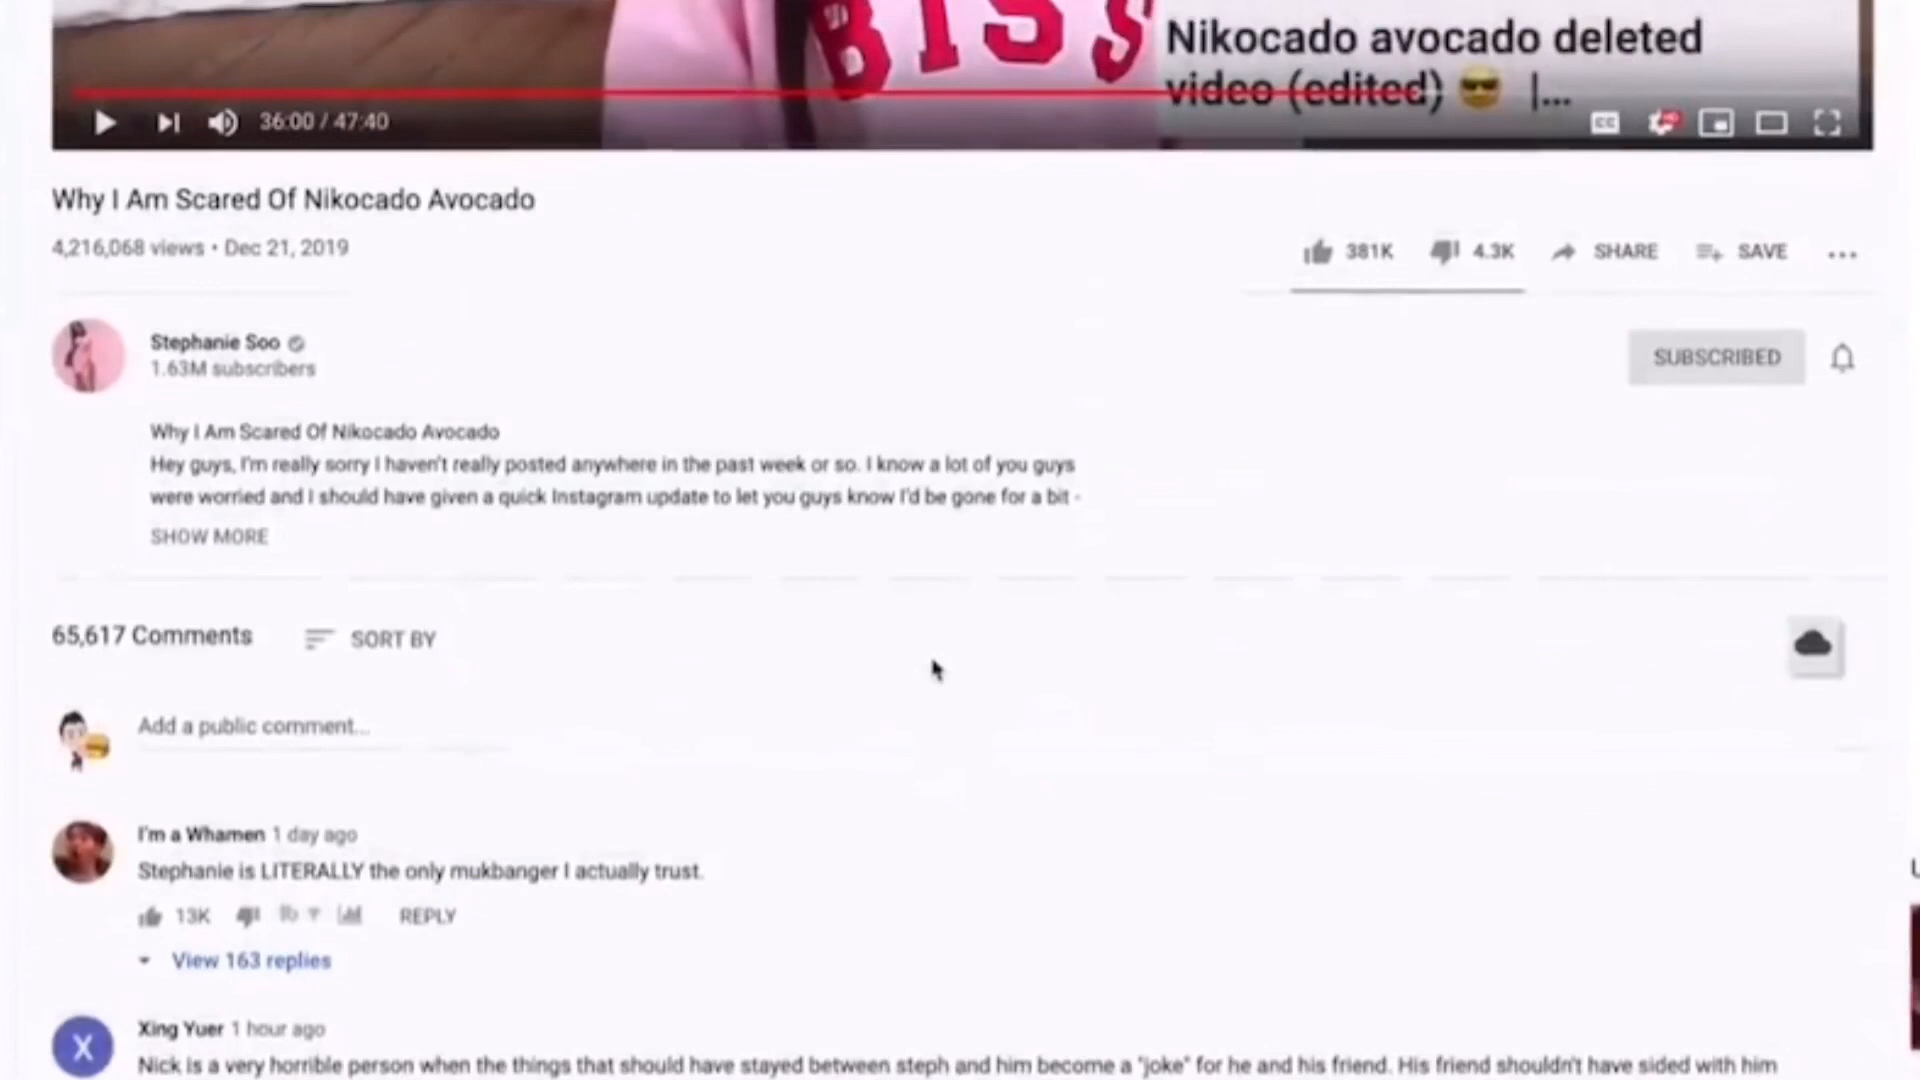 BISS
Nikocado avocado deleted
video (edited) 😎 |...
36:00 / 47:40
Why I Am Scared Of Nikocado Avocado
4,216,068 views • Dec 21, 2019
381K 4.3K SHARE SAVE
Stephanie Soo
1.63M subscribers
SUBSCRIBED
Why I Am Scared Of Nikocado Avocado
Hey guys, I'm really sorry I haven't really posted anywhere in the past week or so. I know a lot of you guys
were worried and I should have given a quick Instagram update to let you guys know I'd be gone for a bit -
SHOW MORE
65,617 Comments SORT BY
Add a public comment...
I'm a Whamen 1 day ago
Stephanie is LITERALLY the only mukbanger I actually trust.
13K REPLY
View 163 replies
X
Xing Yuer 1 hour ago
Nick is a very horrible person when the things that should have stayed between steph and him become a "joke" for he and his friend. His friend shouldn't have sided with him